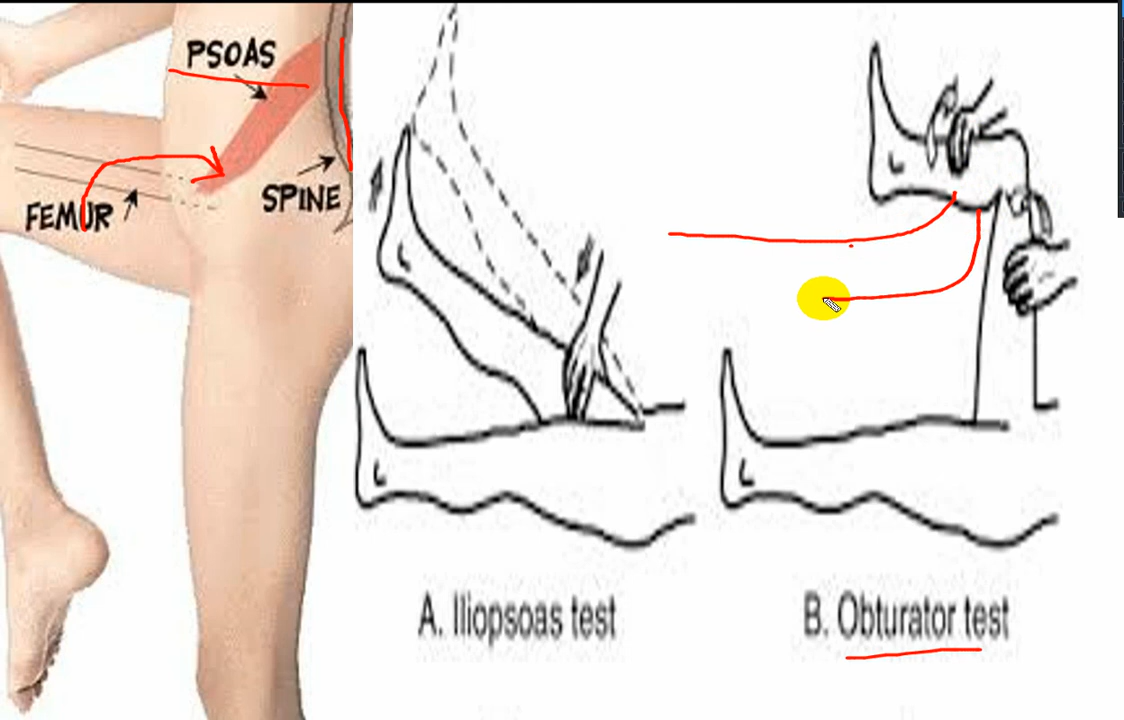 PSOAS
SPINE
FEMUR
A. Iliopsoas test
B. Obturator test